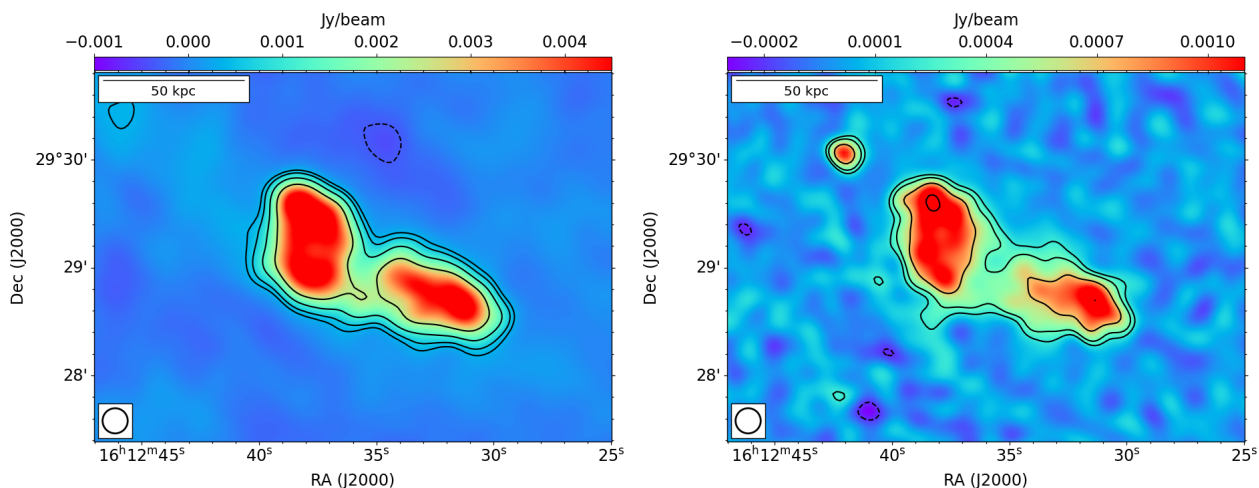 Jy/beam
−0.001 0.000 0.001 0.002 0.003 0.004
50 kpc
29°30'
29'
28'
Dec (J2000)
16ʰ12ᵐ45ˢ 40ˢ 35ˢ 30ˢ 25ˢ
RA (J2000)
Jy/beam
−0.0002 0.0001 0.0004 0.0007 0.0010
50 kpc
29°30'
29'
28'
Dec (J2000)
16ʰ12ᵐ45ˢ 40ˢ 35ˢ 30ˢ 25ˢ
RA (J2000)